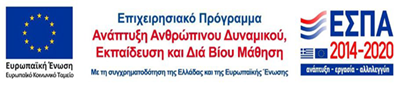 Ευρωπαϊκή Ένωση
Ευρωπαϊκό Κοινωνικό Ταμείο
Επιχειρησιακό Πρόγραμμα
Ανάπτυξη Ανθρώπινου Δυναμικού,
Εκπαίδευση και Διά Βίου Μάθηση
Με τη συγχρηματοδότηση της Ελλάδας και της Ευρωπαϊκής Ένωσης
ΕΣΠΑ
2014-2020
ανάπτυξη - εργασία - αλληλεγγύη